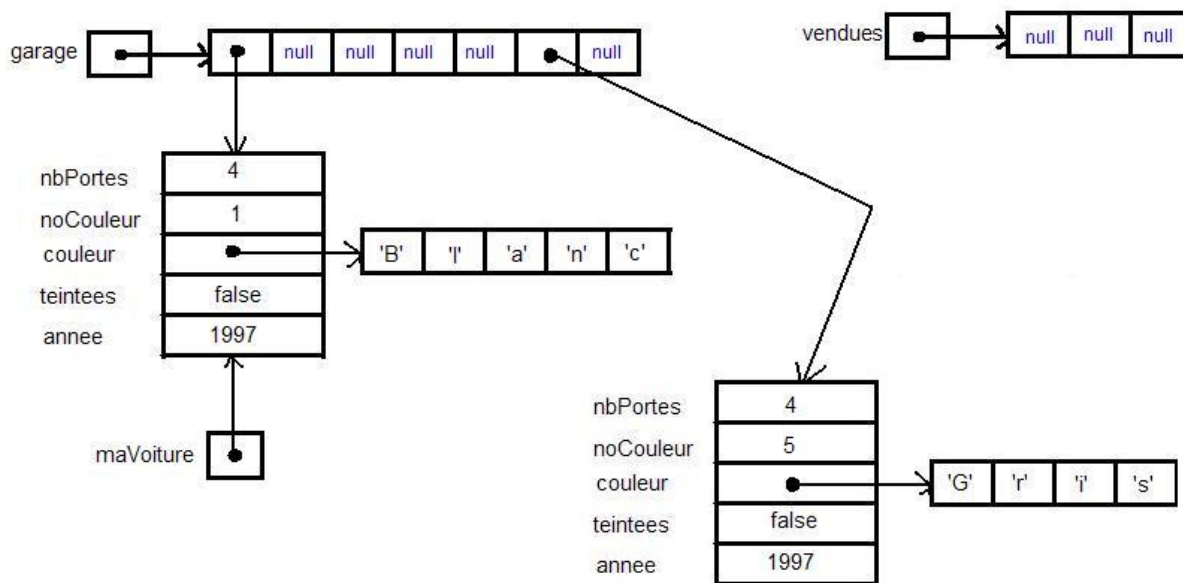 garage null null null null null
vendues null null null
nbPortes 4
noCouleur 1
couleur 'B' 'l' 'a' 'n' 'c'
teintees false
annee 1997
maVoiture
nbPortes 4
noCouleur 5
couleur 'G' 'r' 'i' 's'
teintees false
annee 1997